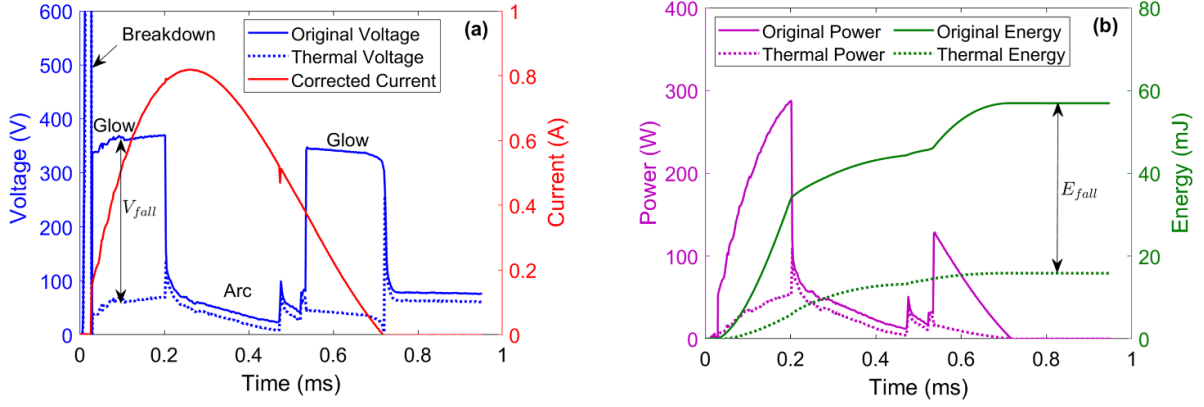 (a)
Original Voltage
Thermal Voltage
Corrected Current
Breakdown
Glow
Glow
V_fall
Arc
600
500
400
300
200
100
0
Voltage (V)
0
0.2
0.4
0.6
0.8
1
Time (ms)
1
0.8
0.6
0.4
0.2
0
Current (A)
(b)
Original Power
Original Energy
Thermal Power
Thermal Energy
E_fall
400
300
200
100
0
Power (W)
0
0.2
0.4
0.6
0.8
1
Time (ms)
80
60
40
20
0
Energy (mJ)